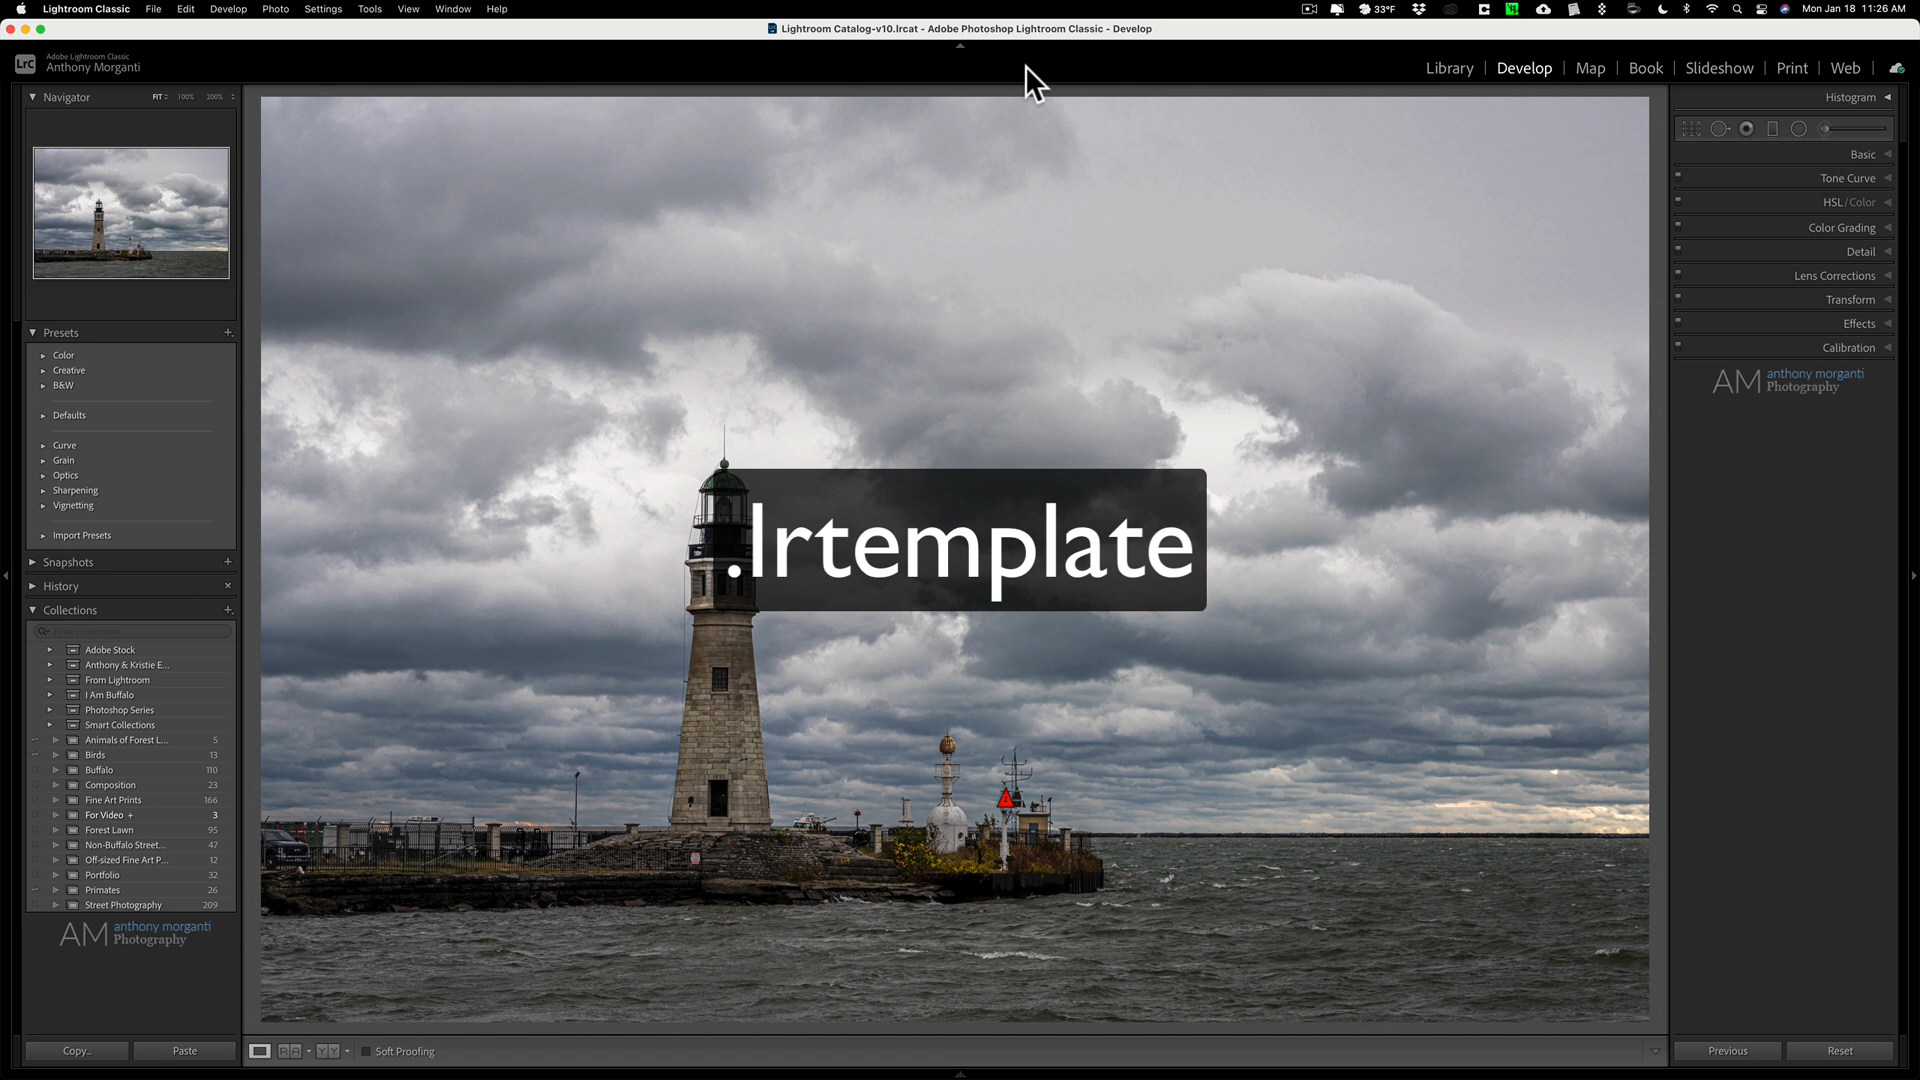 Lightroom Classic File Edit Develop Photo Settings Tools View Window Help
33°F Mon Jan 18 11:26 AM
Lightroom Catalog-v10.lrcat - Adobe Photoshop Lightroom Classic - Develop
LrC Adobe Lightroom Classic
Anthony Morganti
Library | Develop | Map | Book | Slideshow | Print | Web
Navigator FIT 100% 200%
Presets
Color
Creative
B&W
Defaults
Curve
Grain
Optics
Sharpening
Vignetting
Import Presets
Snapshots
History
Collections
Adobe Stock
Anthony & Kristie E...
From Lightroom
I Am Buffalo
Photoshop Series
Smart Collections
Animals of Forest L... 5
Birds 13
Buffalo 110
Composition 23
Fine Art Prints 166
For Video + 3
Forest Lawn 95
Non-Buffalo Street... 47
Off-sized Fine Art P... 12
Portfolio 32
Primates 26
Street Photography 209
AM anthony morganti
Photography
Copy... Paste
.lrtemplate
Soft Proofing
Histogram
Basic
Tone Curve
HSL / Color
Color Grading
Detail
Lens Corrections
Transform
Effects
Calibration
AM anthony morganti
Photography
Previous Reset